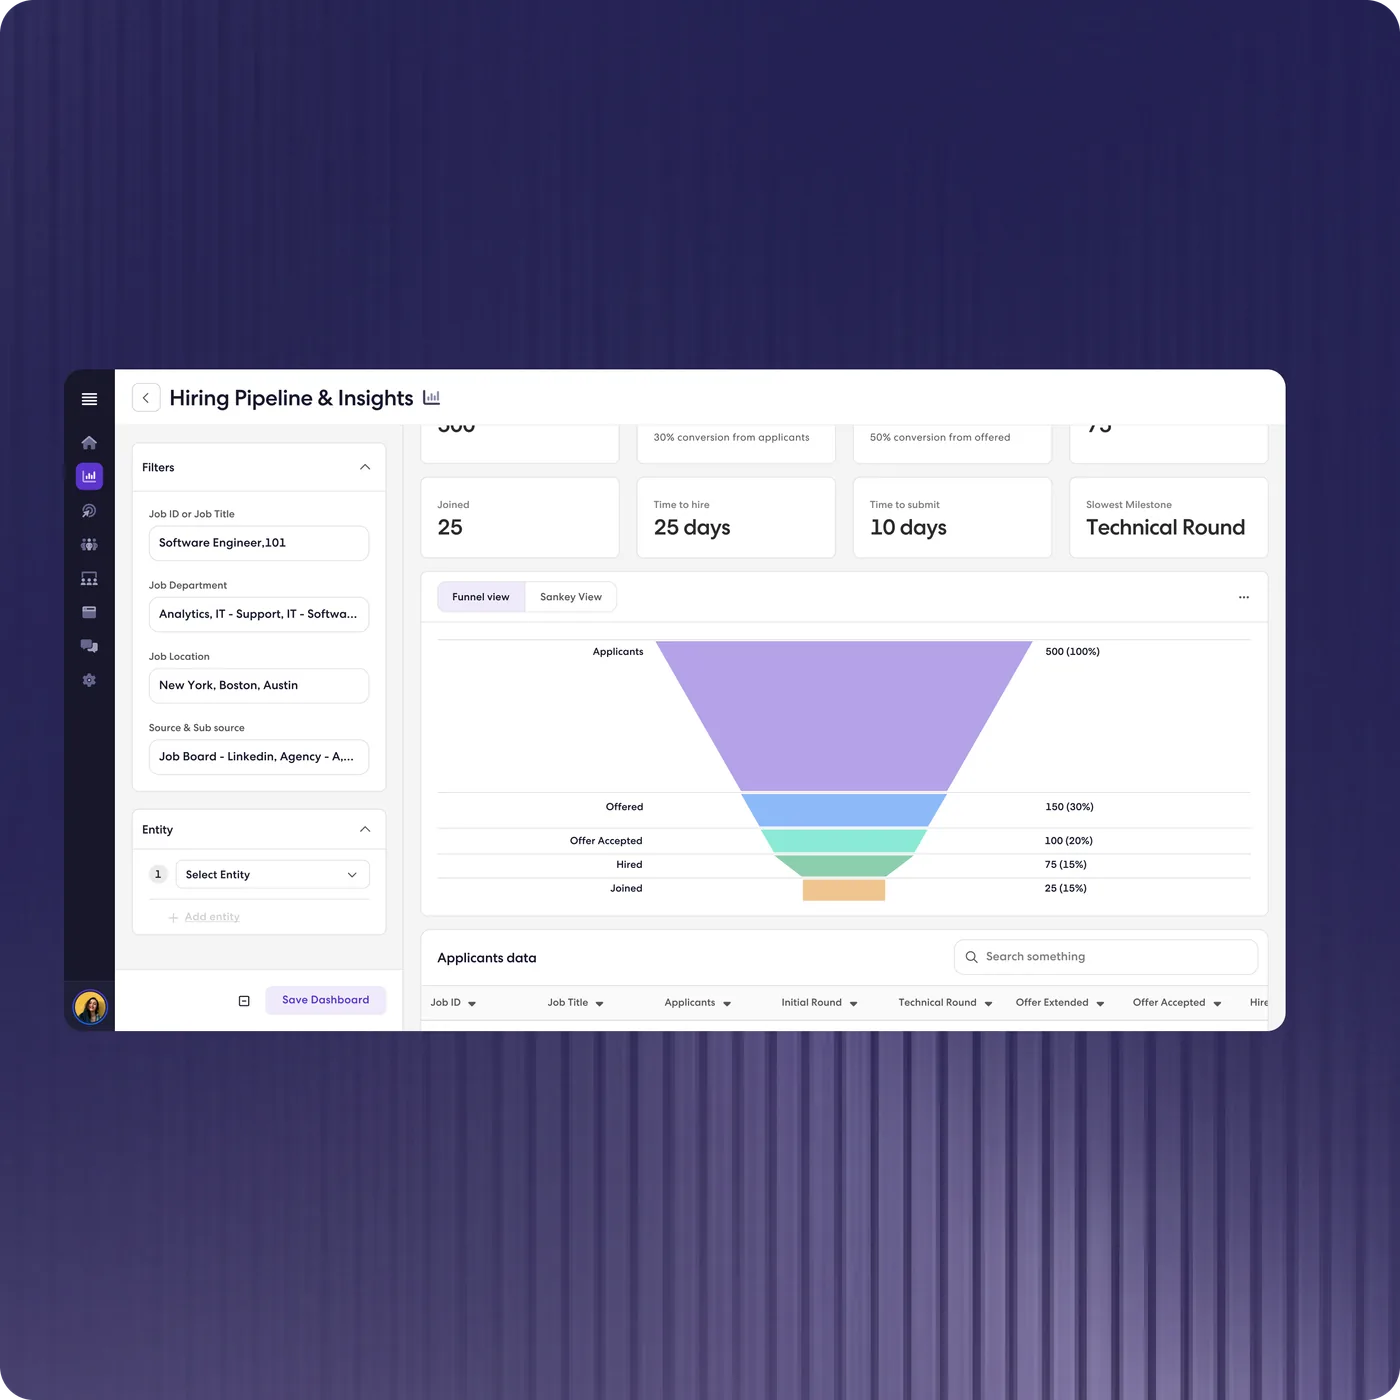 Hiring Pipeline & Insights
Filters
Job ID or Job Title
Software Engineer,101
Job Department
Analytics, IT - Support, IT - Softwa...
Job Location
New York, Boston, Austin
Source & Sub source
Job Board - Linkedin, Agency - A,...
Entity
1
Select Entity
Add entity
Save Dashboard
500
30% conversion from applicants
50% conversion from offered
75
Joined
25
Time to hire
25 days
Time to submit
10 days
Slowest Milestone
Technical Round
Funnel view
Sankey View
Applicants
500 (100%)
Offered
150 (30%)
Offer Accepted
100 (20%)
Hired
75 (15%)
Joined
25 (15%)
Applicants data
Search something
Job ID
Job Title
Applicants
Initial Round
Technical Round
Offer Extended
Offer Accepted
Hire